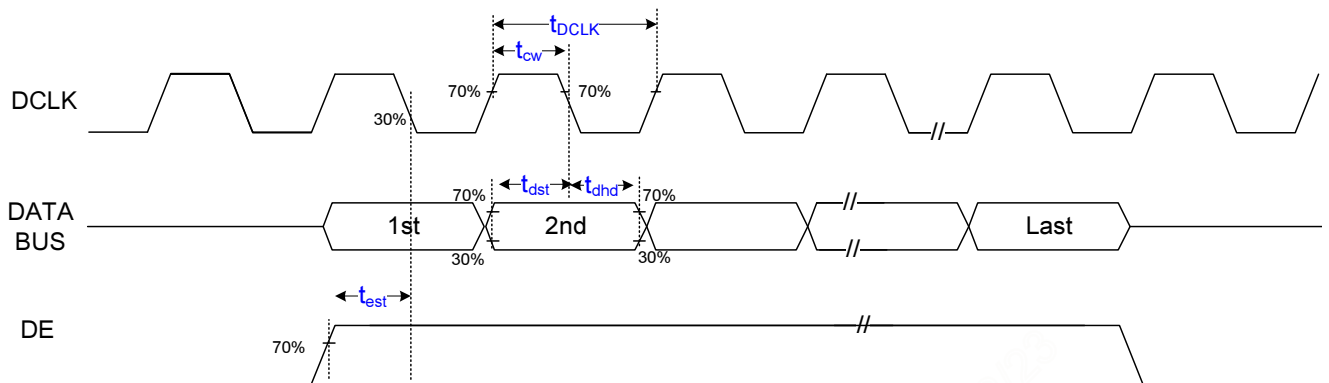 tDCLK
tcw
DCLK
70%
70%
30%
tdst
tdhd
70%
70%
DATA
BUS
1st
2nd
//
//
Last
30%
30%
test
DE
70%
//